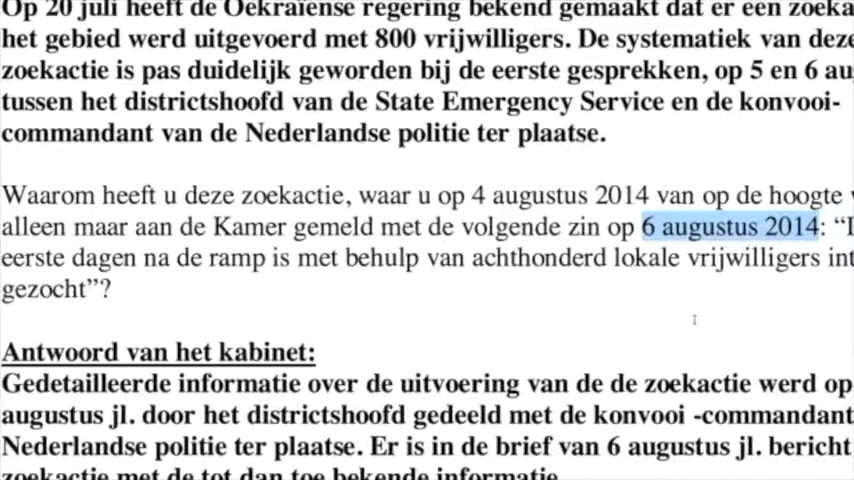 Op 20 juli heeft de Oekraïense regering bekend gemaakt dat er een
het gebied werd uitgevoerd met 800 vrijwilligers. De systematiek van
zoekactie is pas duidelijk geworden bij de eerste gesprekken, op 5 en 6
tussen het districtshoofd van de State Emergency Service en de konvooi-
commandant van de Nederlandse politie ter plaatse.
Waarom heeft u deze zoekactie, waar u op 4 augustus 2014 van op de hoogte
alleen maar aan de Kamer gemeld met de volgende zin op 6 augustus 2014: “
eerste dagen na de ramp is met behulp van achthonderd lokale vrijwilligers
gezocht”?
Antwoord van het kabinet:
Gedetailleerde informatie over de uitvoering van de de zoekactie werd op
augustus jl. door het districtshoofd gedeeld met de konvooi -commandant
Nederlandse politie ter plaatse. Er is in de brief van 6 augustus jl. bericht
zoekactie met de tot dan toe bekende informatie